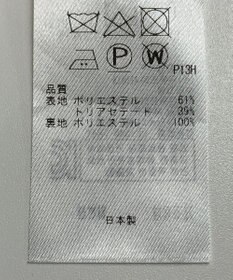 P13H
品質
表地 ポリエステル 61%
トリアセテート 39%
裏地 ポリエステル 100%
日本製